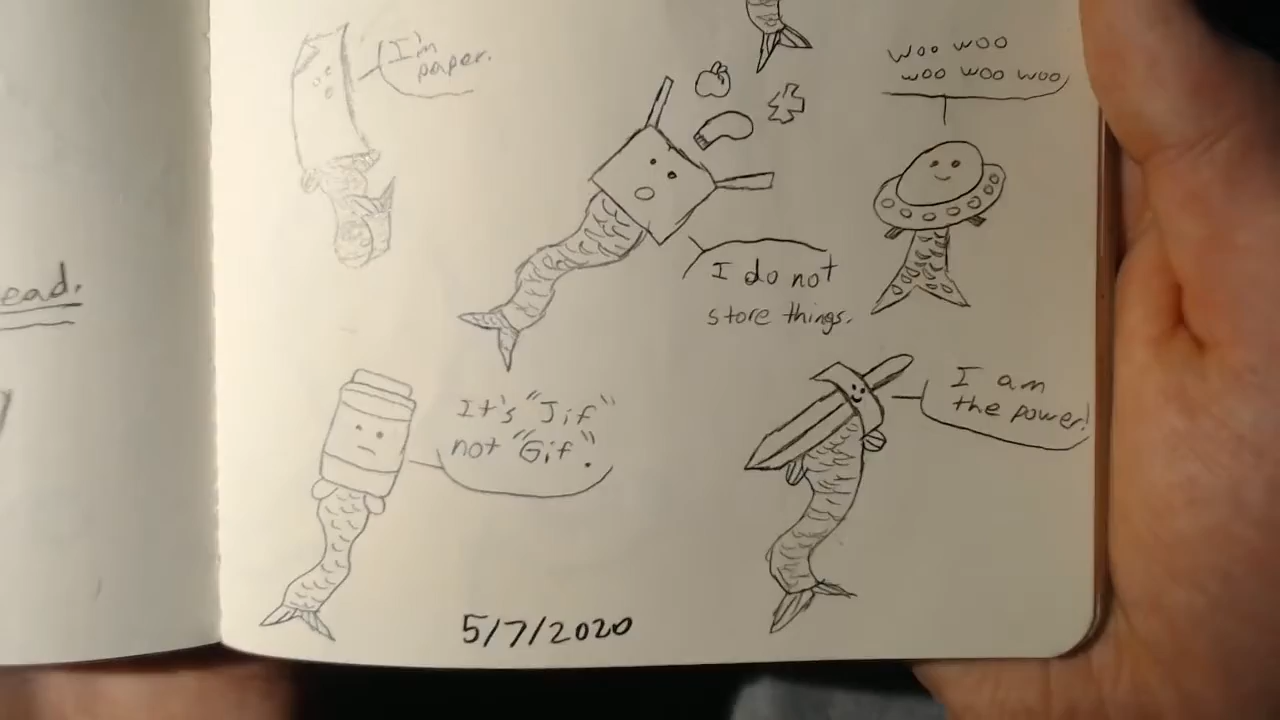 ead.
I'm
paper.
woo woo
woo woo woo
I do not
store things.
It's "Jif"
not "Gif".
I am
the power!
5/7/2020